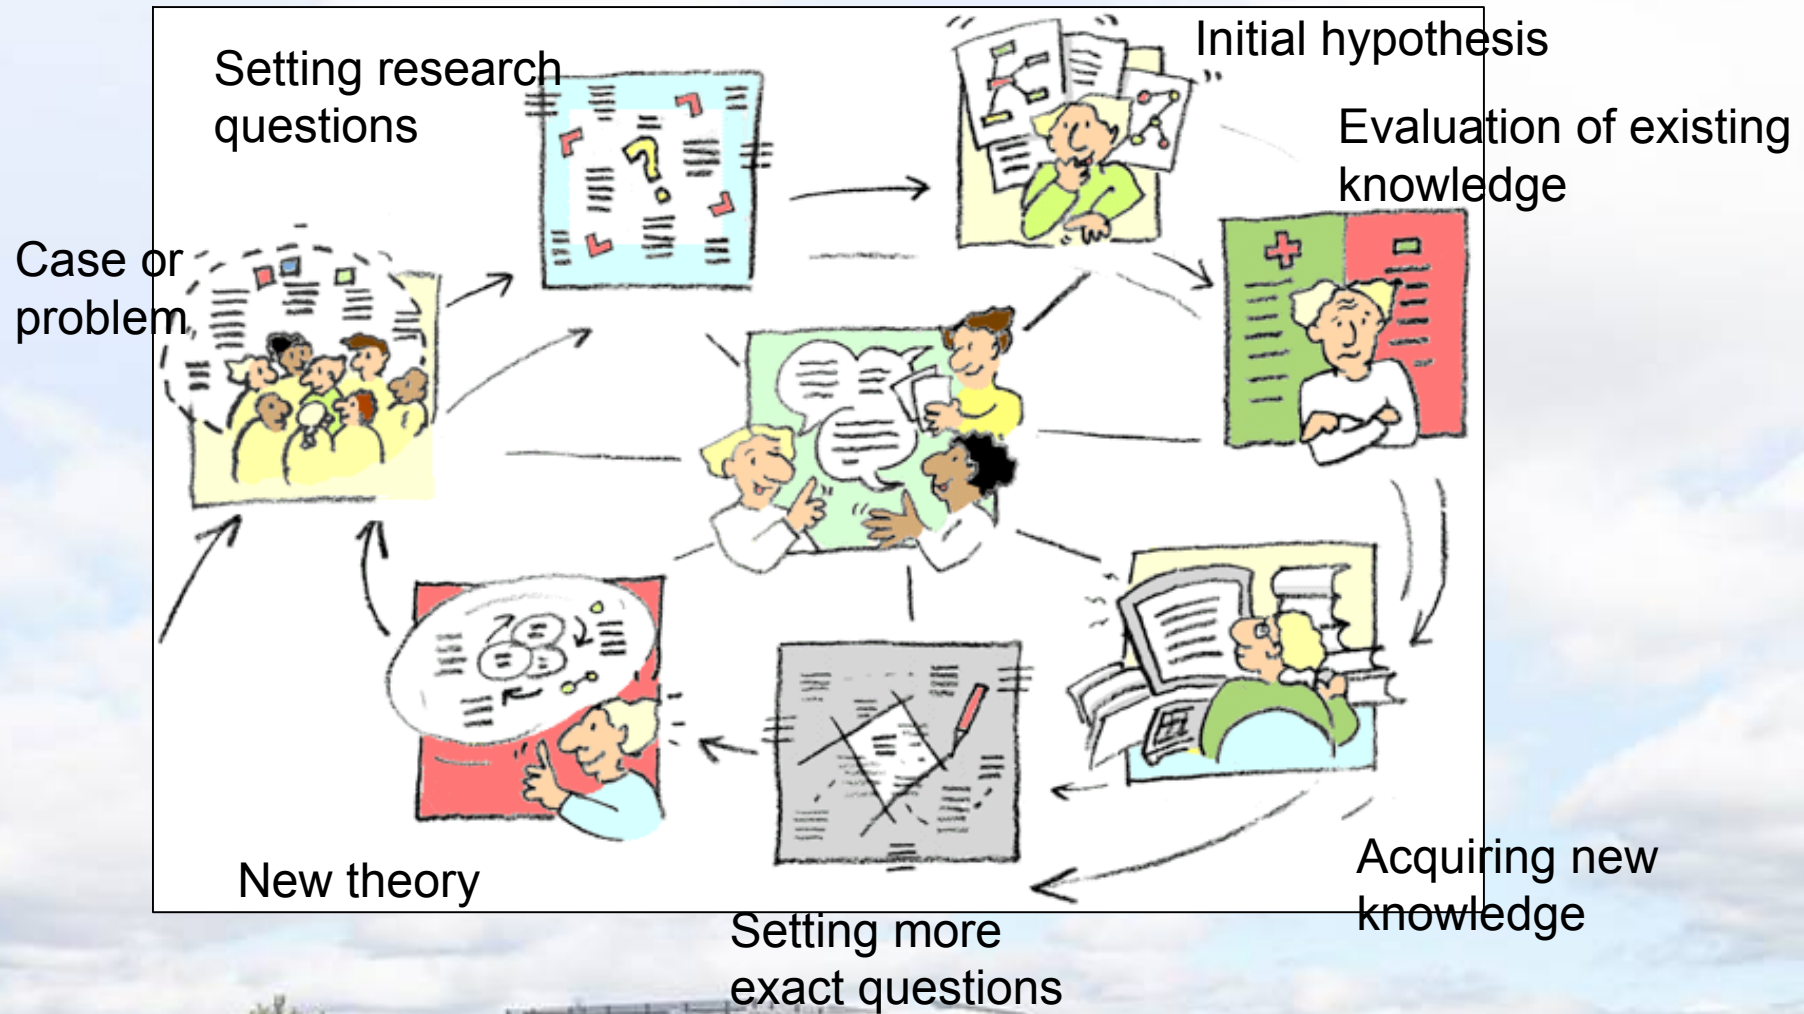 Setting research
questions
Initial hypothesis
Evaluation of existing
knowledge
Case or
problem
New theory
Acquiring new
knowledge
Setting more
exact questions